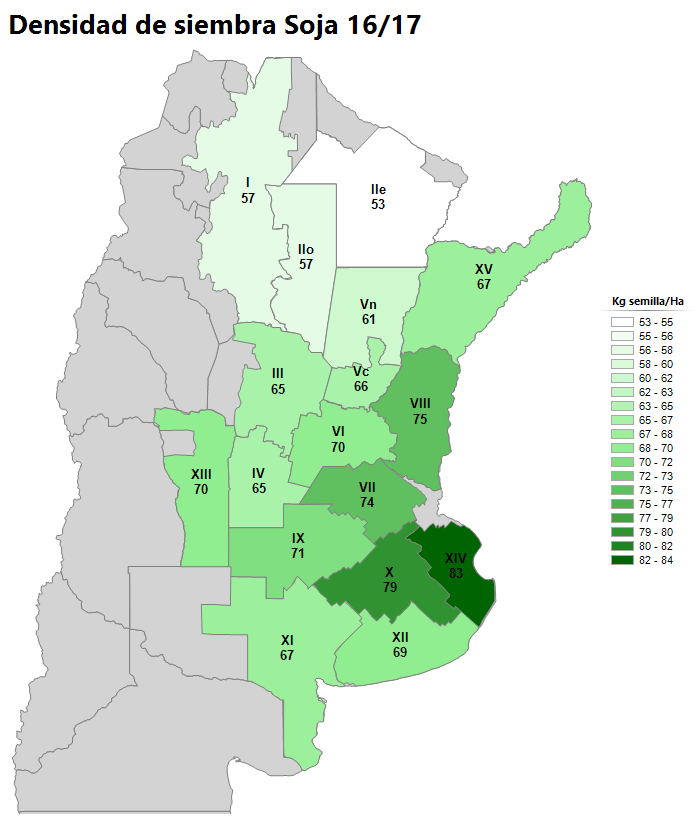 Densidad de siembra Soja 16/17
I
57
IIe
53
IIo
57
XV
67
Vn
61
III
65
Vc
66
VIII
75
VI
70
XIII
70
IV
65
VII
74
IX
71
X
79
XIV
83
XI
67
XII
69
Kg semilla/Ha
53 - 55
55 - 56
56 - 58
58 - 60
60 - 62
62 - 63
63 - 65
65 - 67
67 - 68
68 - 70
70 - 72
72 - 73
73 - 75
75 - 77
77 - 79
79 - 80
80 - 82
82 - 84